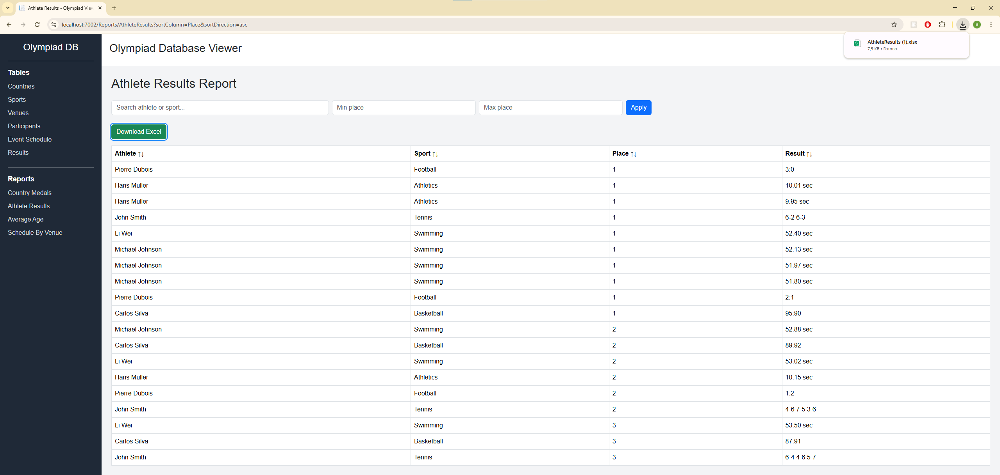 Athlete Results - Olympiad View
localhost:7002/Reports/AthleteResults?sortColumn=Place&sortDirection=asc
AthleteResults (1).xlsx
7,5 КБ • Готово
Olympiad DB
Tables
Countries
Sports
Venues
Participants
Event Schedule
Results
Reports
Country Medals
Athlete Results
Average Age
Schedule By Venue
Olympiad Database Viewer
Athlete Results Report
Search athlete or sport... Min place Max place Apply
Download Excel
Athlete ↑↓ Sport ↑↓ Place ↑↓ Result ↑↓
Pierre Dubois Football 1 3:0
Hans Muller Athletics 1 10.01 sec
Hans Muller Athletics 1 9.95 sec
John Smith Tennis 1 6-2 6-3
Li Wei Swimming 1 52.40 sec
Michael Johnson Swimming 1 52.13 sec
Michael Johnson Swimming 1 51.97 sec
Michael Johnson Swimming 1 51.80 sec
Pierre Dubois Football 1 2:1
Carlos Silva Basketball 1 95:90
Michael Johnson Swimming 2 52.88 sec
Carlos Silva Basketball 2 89:92
Li Wei Swimming 2 53.02 sec
Hans Muller Athletics 2 10.15 sec
Pierre Dubois Football 2 1:2
John Smith Tennis 2 4-6 7-5 3-6
Li Wei Swimming 3 53.50 sec
Carlos Silva Basketball 3 87:91
John Smith Tennis 3 6-4 4-6 5-7